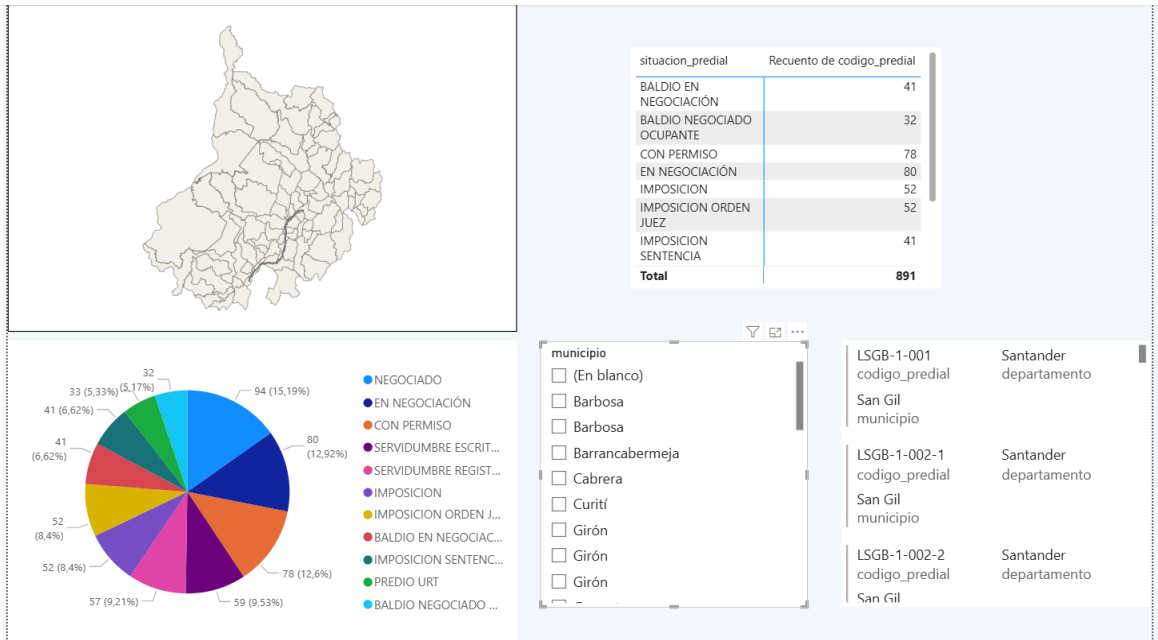 situacion_predial Recuento de codigo_predial
BALDIO EN
NEGOCIACIÓN 41
BALDIO NEGOCIADO
OCUPANTE 32
CON PERMISO 78
EN NEGOCIACIÓN 80
IMPOSICION 52
IMPOSICION ORDEN
JUEZ 52
IMPOSICION
SENTENCIA 41
Total 891
32
(5,17%)
33 (5,33%)
41 (6,62%)
41
(6,62%)
52
(8,4%)
52 (8,4%)
57 (9,21%)
59 (9,53%)
78 (12,6%)
80
(12,92%)
94 (15,19%)
NEGOCIADO
EN NEGOCIACIÓN
CON PERMISO
SERVIDUMBRE ESCRIT...
SERVIDUMBRE REGIST...
IMPOSICION
IMPOSICION ORDEN J...
BALDIO EN NEGOCIAC...
IMPOSICION SENTENC...
PREDIO URT
BALDIO NEGOCIADO ...
municipio
(En blanco)
Barbosa
Barbosa
Barrancabermeja
Cabrera
Curití
Girón
Girón
Girón
LSGB-1-001 Santander
codigo_predial departamento
San Gil
municipio
LSGB-1-002-1 Santander
codigo_predial departamento
San Gil
municipio
LSGB-1-002-2 Santander
codigo_predial departamento
San Gil